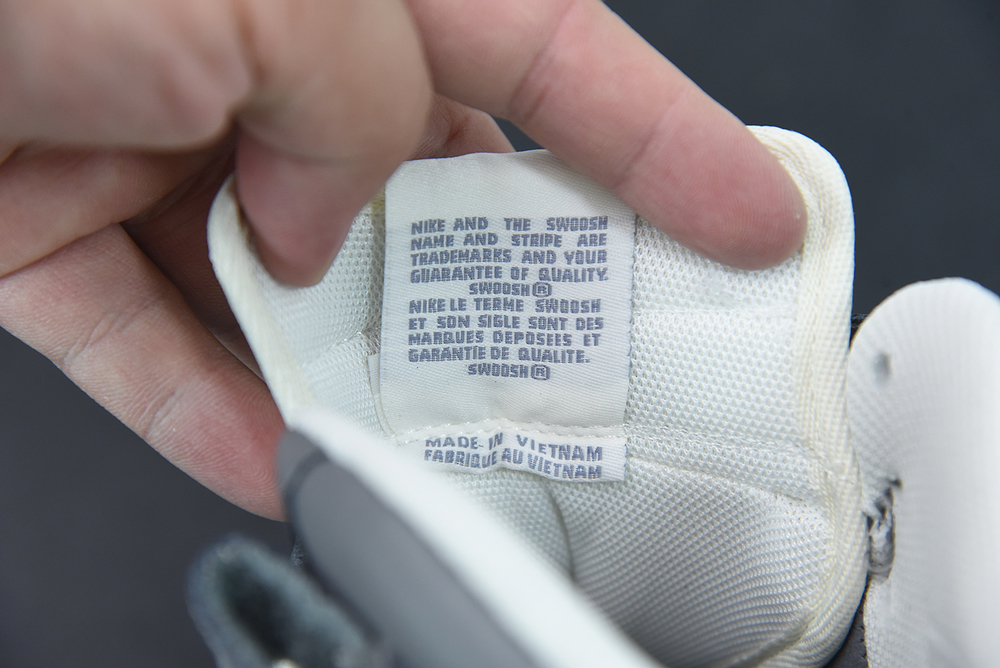 NIKE AND THE SWOOSH
NAME AND STRIPE ARE
TRADEMARKS AND YOUR
GUARANTEE OF QUALITY.
SWOOSH®
NIKE LE TERME SWOOSH
ET SON SIGLE SONT DES
MARQUES DEPOSEES ET
GARANTIE DE QUALITE.
SWOOSH®
MADE IN VIETNAM
FABRIQUE AU VIETNAM